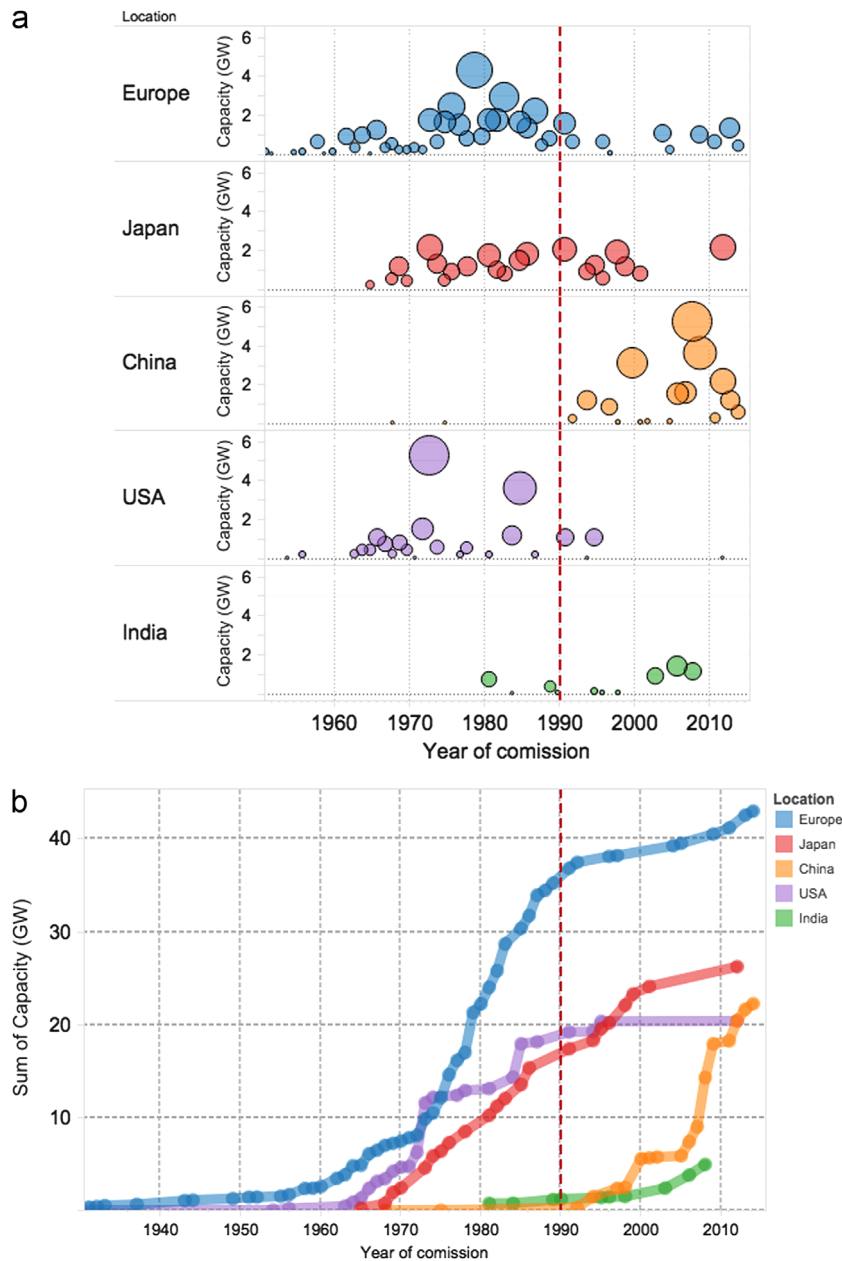 a
Location
Europe
Capacity (GW)
6
4
2
Japan
Capacity (GW)
6
4
2
China
Capacity (GW)
6
4
2
USA
Capacity (GW)
6
4
2
India
Capacity (GW)
6
4
2
1960 1970 1980 1990 2000 2010
Year of comission
b
Sum of Capacity (GW)
40
30
20
10
1940 1950 1960 1970 1980 1990 2000 2010
Year of comission
Location
Europe
Japan
China
USA
India